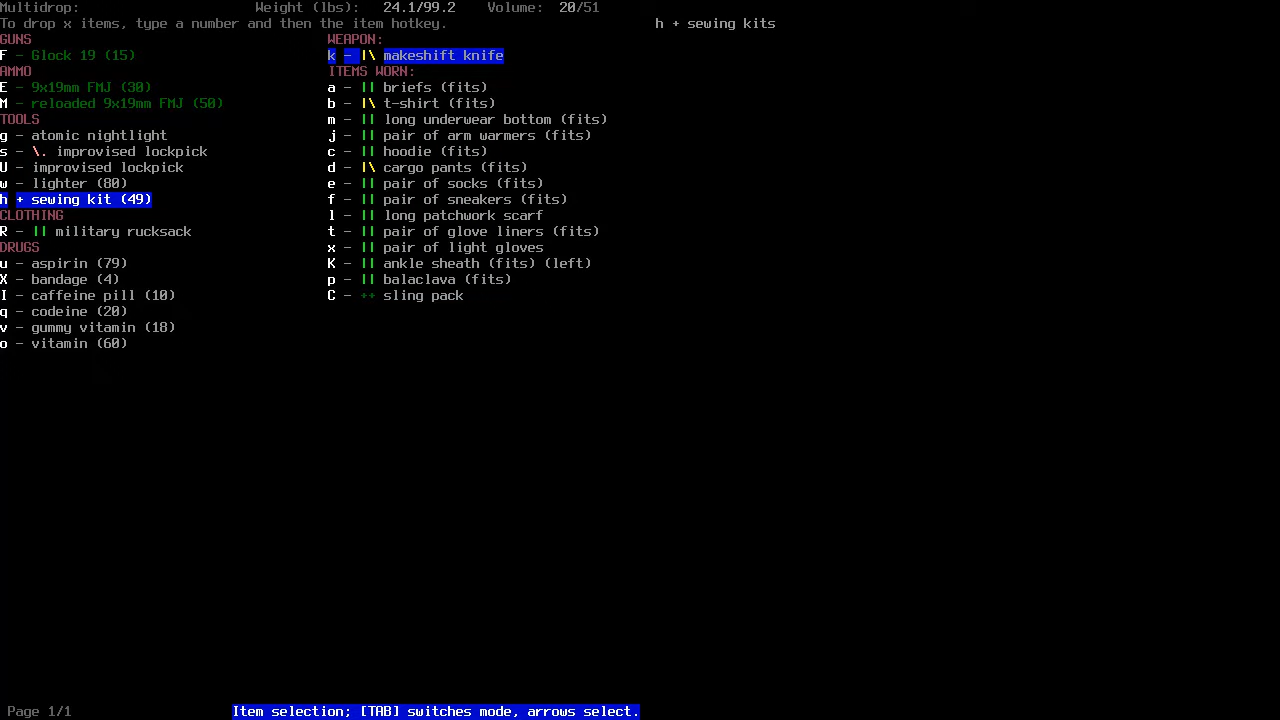 Multidrop: Weight (lbs): 24.1/99.2 Volume: 20/51
To drop x items, type a number and then the item hotkey.
GUNS
F - Glock 19 (15)
AMMO
E - 9x19mm FMJ (30)
M - reloaded 9x19mm FMJ (50)
TOOLS
g - atomic nightlight
s - \. improvised lockpick
U - improvised lockpick
w - lighter (80)
h + sewing kit (49)
CLOTHING
R - || military rucksack
DRUGS
u - aspirin (79)
X - bandage (4)
I - caffeine pill (10)
q - codeine (20)
v - gummy vitamin (18)
o - vitamin (60)
WEAPON:
k - |\ makeshift knife
ITEMS WORN:
a - || briefs (fits)
b - |\ t-shirt (fits)
m - || long underwear bottom (fits)
j - || pair of arm warmers (fits)
c - || hoodie (fits)
d - |\ cargo pants (fits)
e - || pair of socks (fits)
f - || pair of sneakers (fits)
l - || long patchwork scarf
t - || pair of glove liners (fits)
x - || pair of light gloves
K - || ankle sheath (fits) (left)
p - || balaclava (fits)
C - ++ sling pack
h + sewing kits
Page 1/1
Item selection; [TAB] switches mode, arrows select.